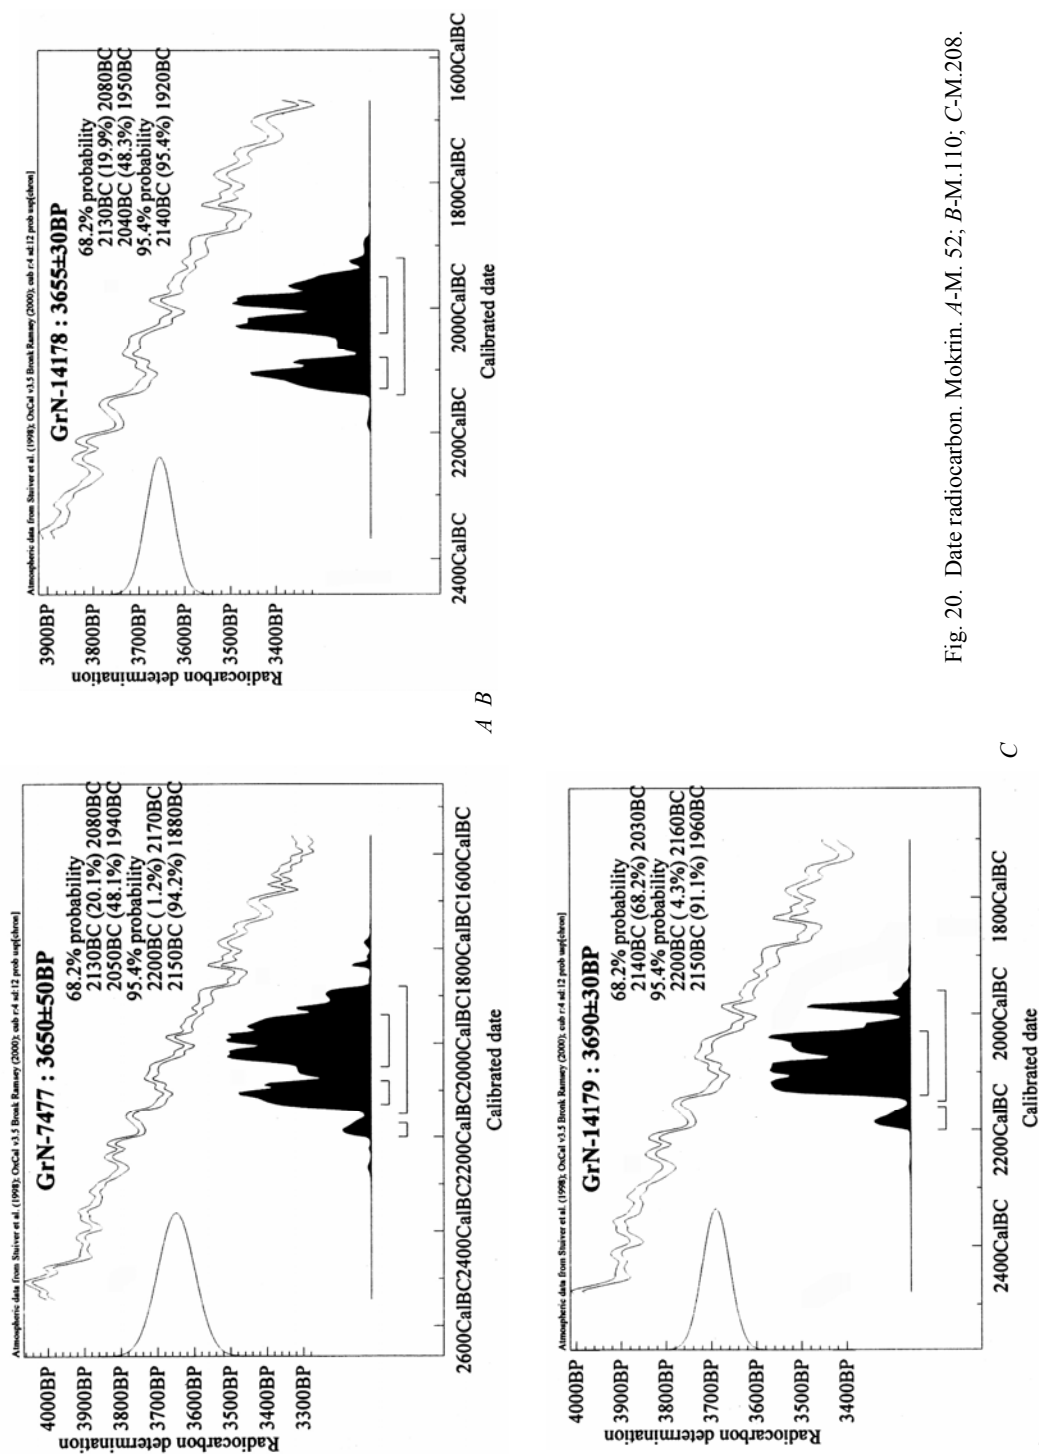 Atmospheric data from Stuiver et al. (1998); OxCal v3.5 Bronk Ramsey (2000); cub r:4 sd:12 prob usp[chron]
GrN-7477 : 3650±50BP
68.2% probability
2130BC (20.1%) 2080BC
2050BC (48.1%) 1940BC
95.4% probability
2200BC ( 1.2%) 2170BC
2150BC (94.2%) 1880BC
4000BP
3900BP
3800BP
3700BP
3600BP
3500BP
3400BP
3300BP
Radiocarbon determination
2600CalBC2400CalBC2200CalBC2000CalBC1800CalBC1600CalBC
Calibrated date
A B
Atmospheric data from Stuiver et al. (1998); OxCal v3.5 Bronk Ramsey (2000); cub r:4 sd:12 prob usp[chron]
GrN-14178 : 3655±30BP
68.2% probability
2130BC (19.9%) 2080BC
2040BC (48.3%) 1950BC
95.4% probability
2140BC (95.4%) 1920BC
3900BP
3800BP
3700BP
3600BP
3500BP
3400BP
Radiocarbon determination
2400CalBC 2200CalBC 2000CalBC 1800CalBC 1600CalBC
Calibrated date
Atmospheric data from Stuiver et al. (1998); OxCal v3.5 Bronk Ramsey (2000); cub r:4 sd:12 prob usp[chron]
GrN-14179 : 3690±30BP
68.2% probability
2140BC (68.2%) 2030BC
95.4% probability
2200BC ( 4.3%) 2160BC
2150BC (91.1%) 1960BC
4000BP
3900BP
3800BP
3700BP
3600BP
3500BP
3400BP
Radiocarbon determination
2400CalBC 2200CalBC 2000CalBC 1800CalBC
Calibrated date
C
Fig. 20. Date radiocarbon. Mokrin. A-M. 52; B-M.110; C-M.208.